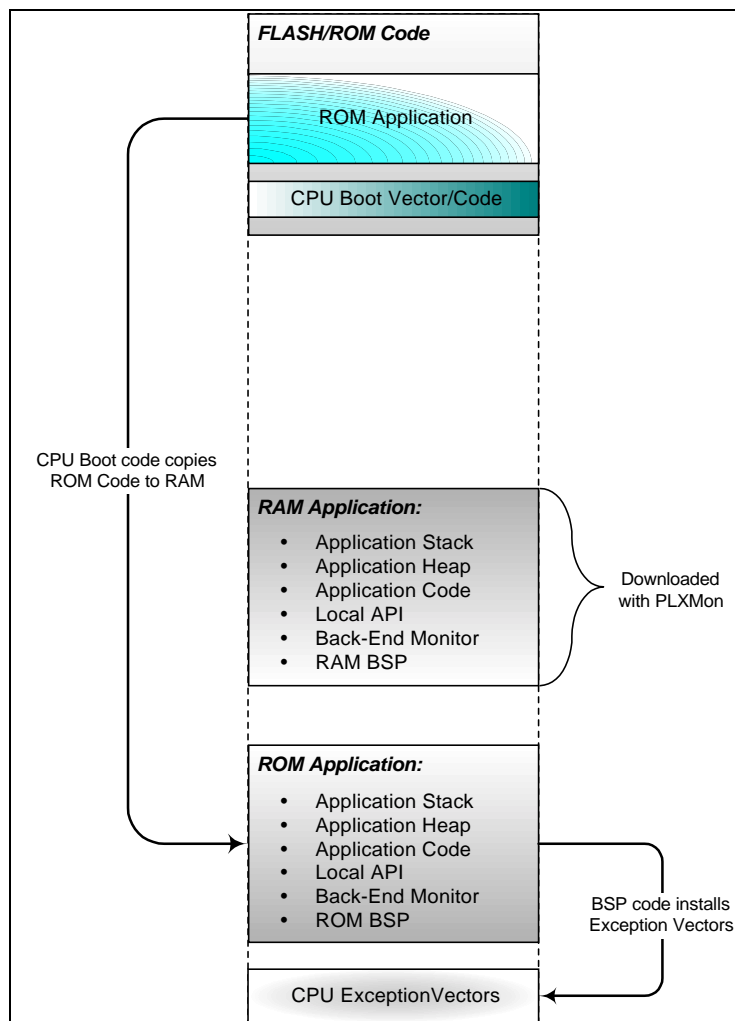 FLASH/ROM Code
ROM Application
CPU Boot Vector/Code
CPU Boot code copies
ROM Code to RAM
RAM Application:
• Application Stack
• Application Heap
• Application Code
• Local API
• Back-End Monitor
• RAM BSP
Downloaded
with PLXMon
ROM Application:
• Application Stack
• Application Heap
• Application Code
• Local API
• Back-End Monitor
• ROM BSP
BSP code installs
Exception Vectors
CPU ExceptionVectors